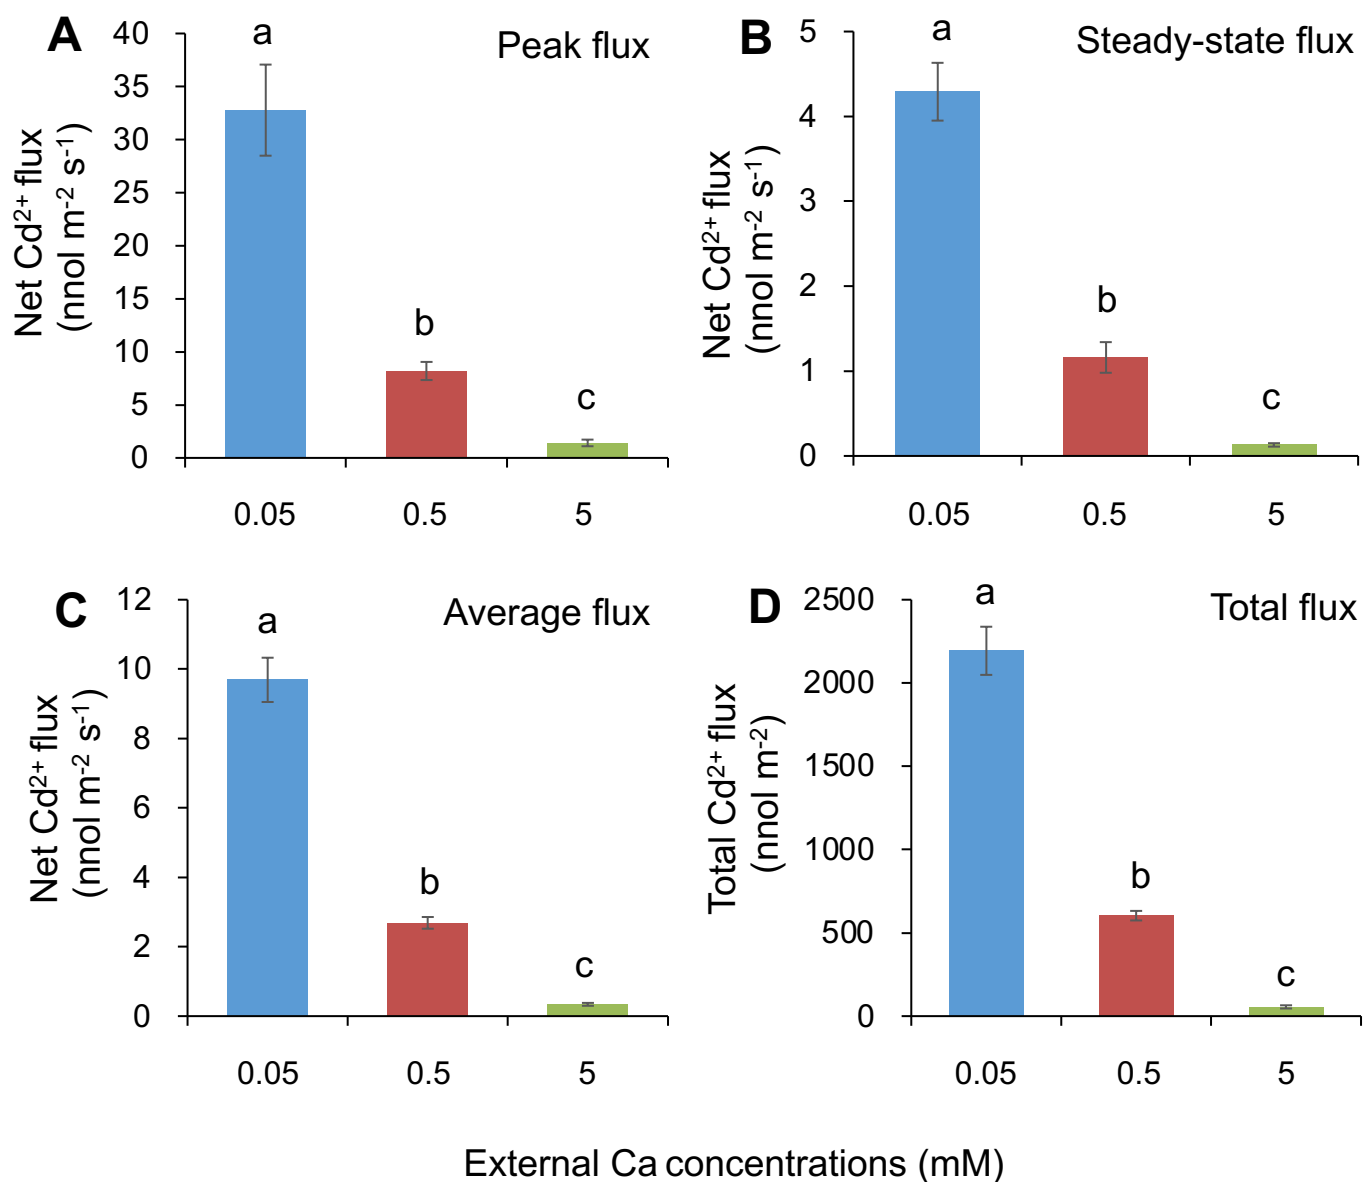 A
Peak flux
a
b
c
40
35
30
25
20
15
10
5
0
Net Cd²⁺ flux
(nnol m⁻² s⁻¹)
0.05 0.5 5
B
Steady-state flux
a
b
c
5
4
3
2
1
0
Net Cd²⁺ flux
(nnol m⁻² s⁻¹)
0.05 0.5 5
C
Average flux
a
b
c
12
10
8
6
4
2
0
Net Cd²⁺ flux
(nnol m⁻² s⁻¹)
0.05 0.5 5
D
Total flux
a
b
c
2500
2000
1500
1000
500
0
Total Cd²⁺ flux
(nnol m⁻²)
0.05 0.5 5
External Ca concentrations (mM)